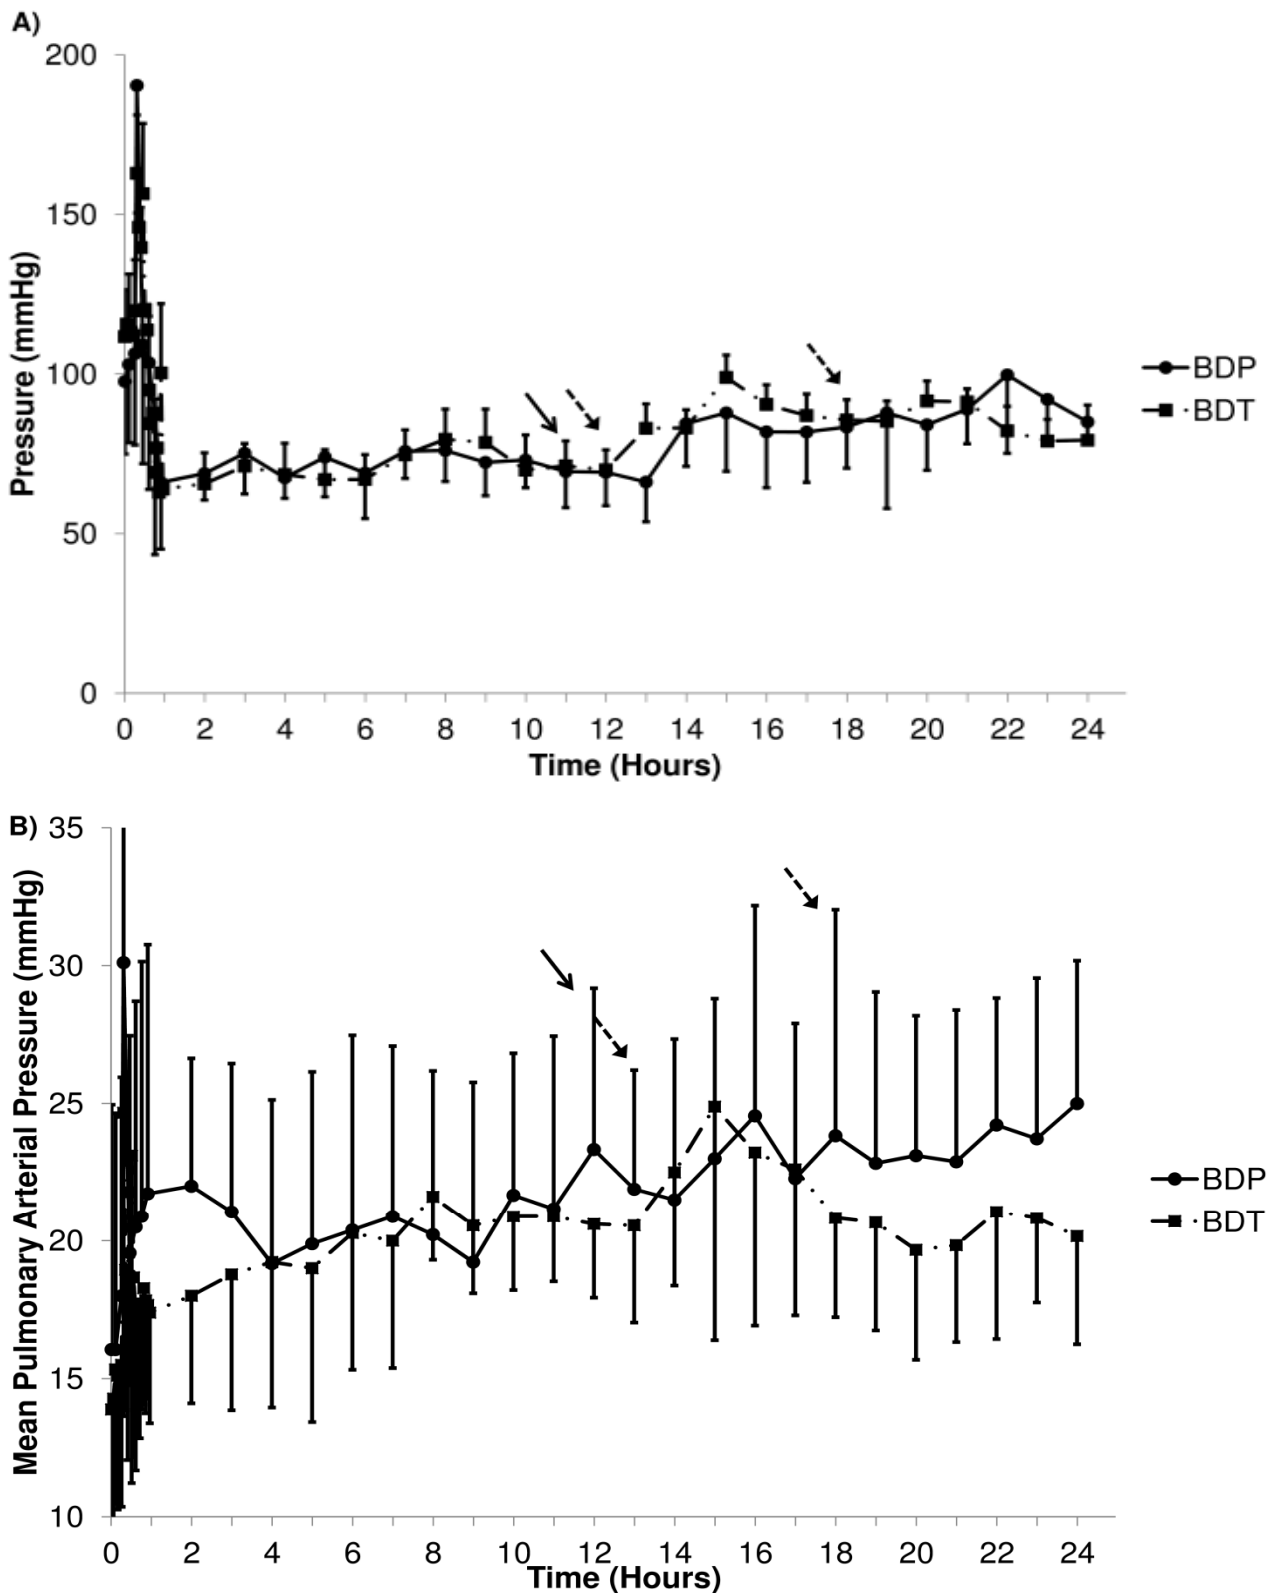 A)
200
150
100
50
0
Pressure (mmHg)
0 2 4 6 8 10 12 14 16 18 20 22 24
Time (Hours)
BDP
BDT
B)
35
30
25
20
15
10
Mean Pulmonary Arterial Pressure (mmHg)
0 2 4 6 8 10 12 14 16 18 20 22 24
Time (Hours)
BDP
BDT